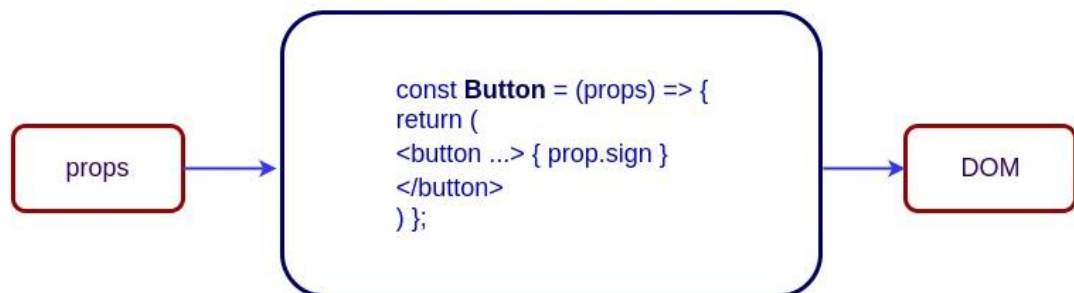 props
const Button = (props) => {
return (
<button ...> { prop.sign }
</button>
) };
DOM